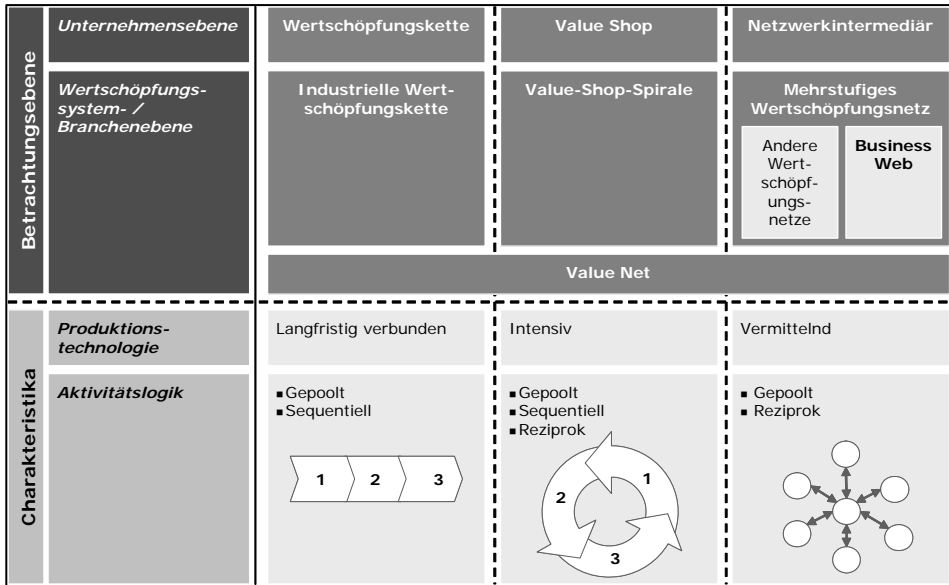 Betrachtungsebene
Unternehmensebene
Wertschöpfungskette
Value Shop
Netzwerkintermediär
Wertschöpfungs-
system- /
Branchenebene
Industrielle Wert-
schöpfungskette
Value-Shop-Spirale
Mehrstufiges
Wertschöpfungsnetz
Andere
Wert-
schöpf-
ungs-
netze
Business
Web
Value Net
Charakteristika
Produktions-
technologie
Langfristig verbunden
Intensiv
Vermittelnd
Aktivitätslogik
▪ Gepoolt
▪ Sequentiell
1 2 3
▪ Gepoolt
▪ Sequentiell
▪ Reziprok
1
2
3
▪ Gepoolt
▪ Reziprok